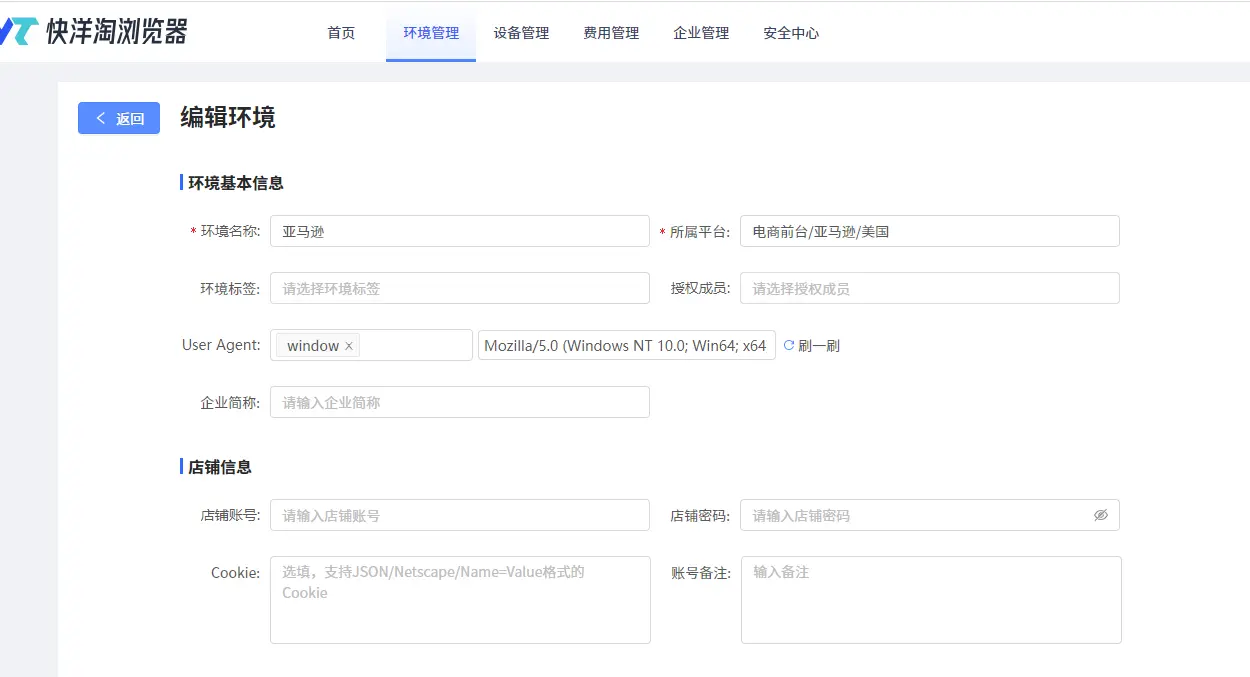 快洋淘浏览器 首页 环境管理 设备管理 费用管理 企业管理 安全中心
返回 编辑环境
环境基本信息
* 环境名称: 亚马逊 * 所属平台: 电商前台/亚马逊/美国
环境标签: 请选择环境标签 授权成员: 请选择授权成员
User Agent: window × Mozilla/5.0 (Windows NT 10.0; Win64; x64 刷一刷
企业简称: 请输入企业简称
店铺信息
店铺账号: 请输入店铺账号 店铺密码: 请输入店铺密码
Cookie: 选填，支持JSON/Netscape/Name=Value格式的 账号备注: 输入备注
Cookie